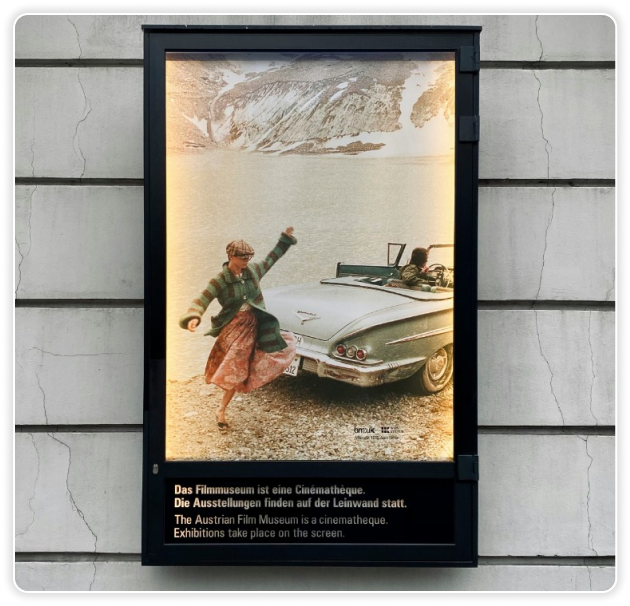 Das Filmmuseum ist eine Cinémathèque.
Die Ausstellungen finden auf der Leinwand statt.
The Austrian Film Museum is a cinematheque.
Exhibitions take place on the screen.